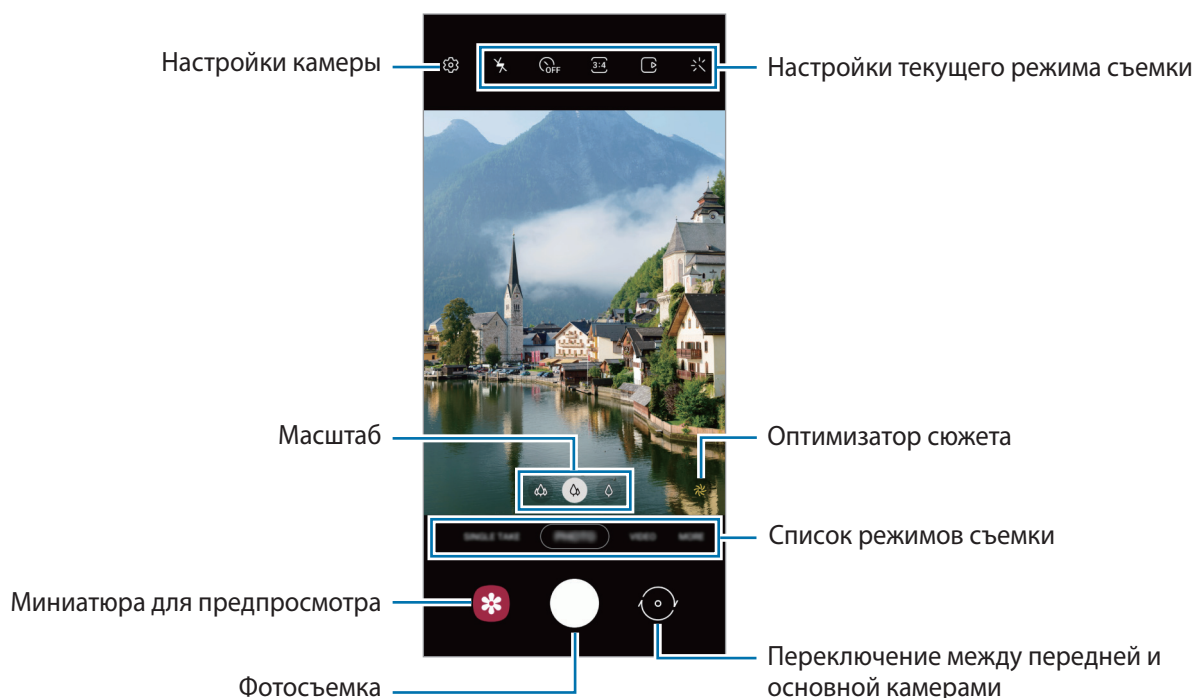 Настройки камеры
OFF
3:4
Настройки текущего режима съемки
Масштаб
Оптимизатор сюжета
SINGLE TAKE
PHOTO
VIDEO
MORE
Список режимов съемки
Миниатюра для предпросмотра
Фотосъемка
Переключение между передней и
основной камерами